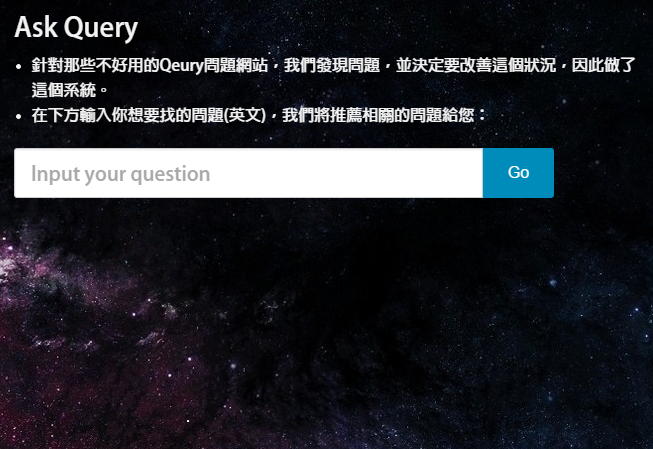 Ask Query
• 針對那些不好用的Qeury問題網站，我們發現問題，並決定要改善這個狀況，因此做了
這個系統。
• 在下方輸入你想要找的問題(英文)，我們將推薦相關的問題給您：
Input your question
Go